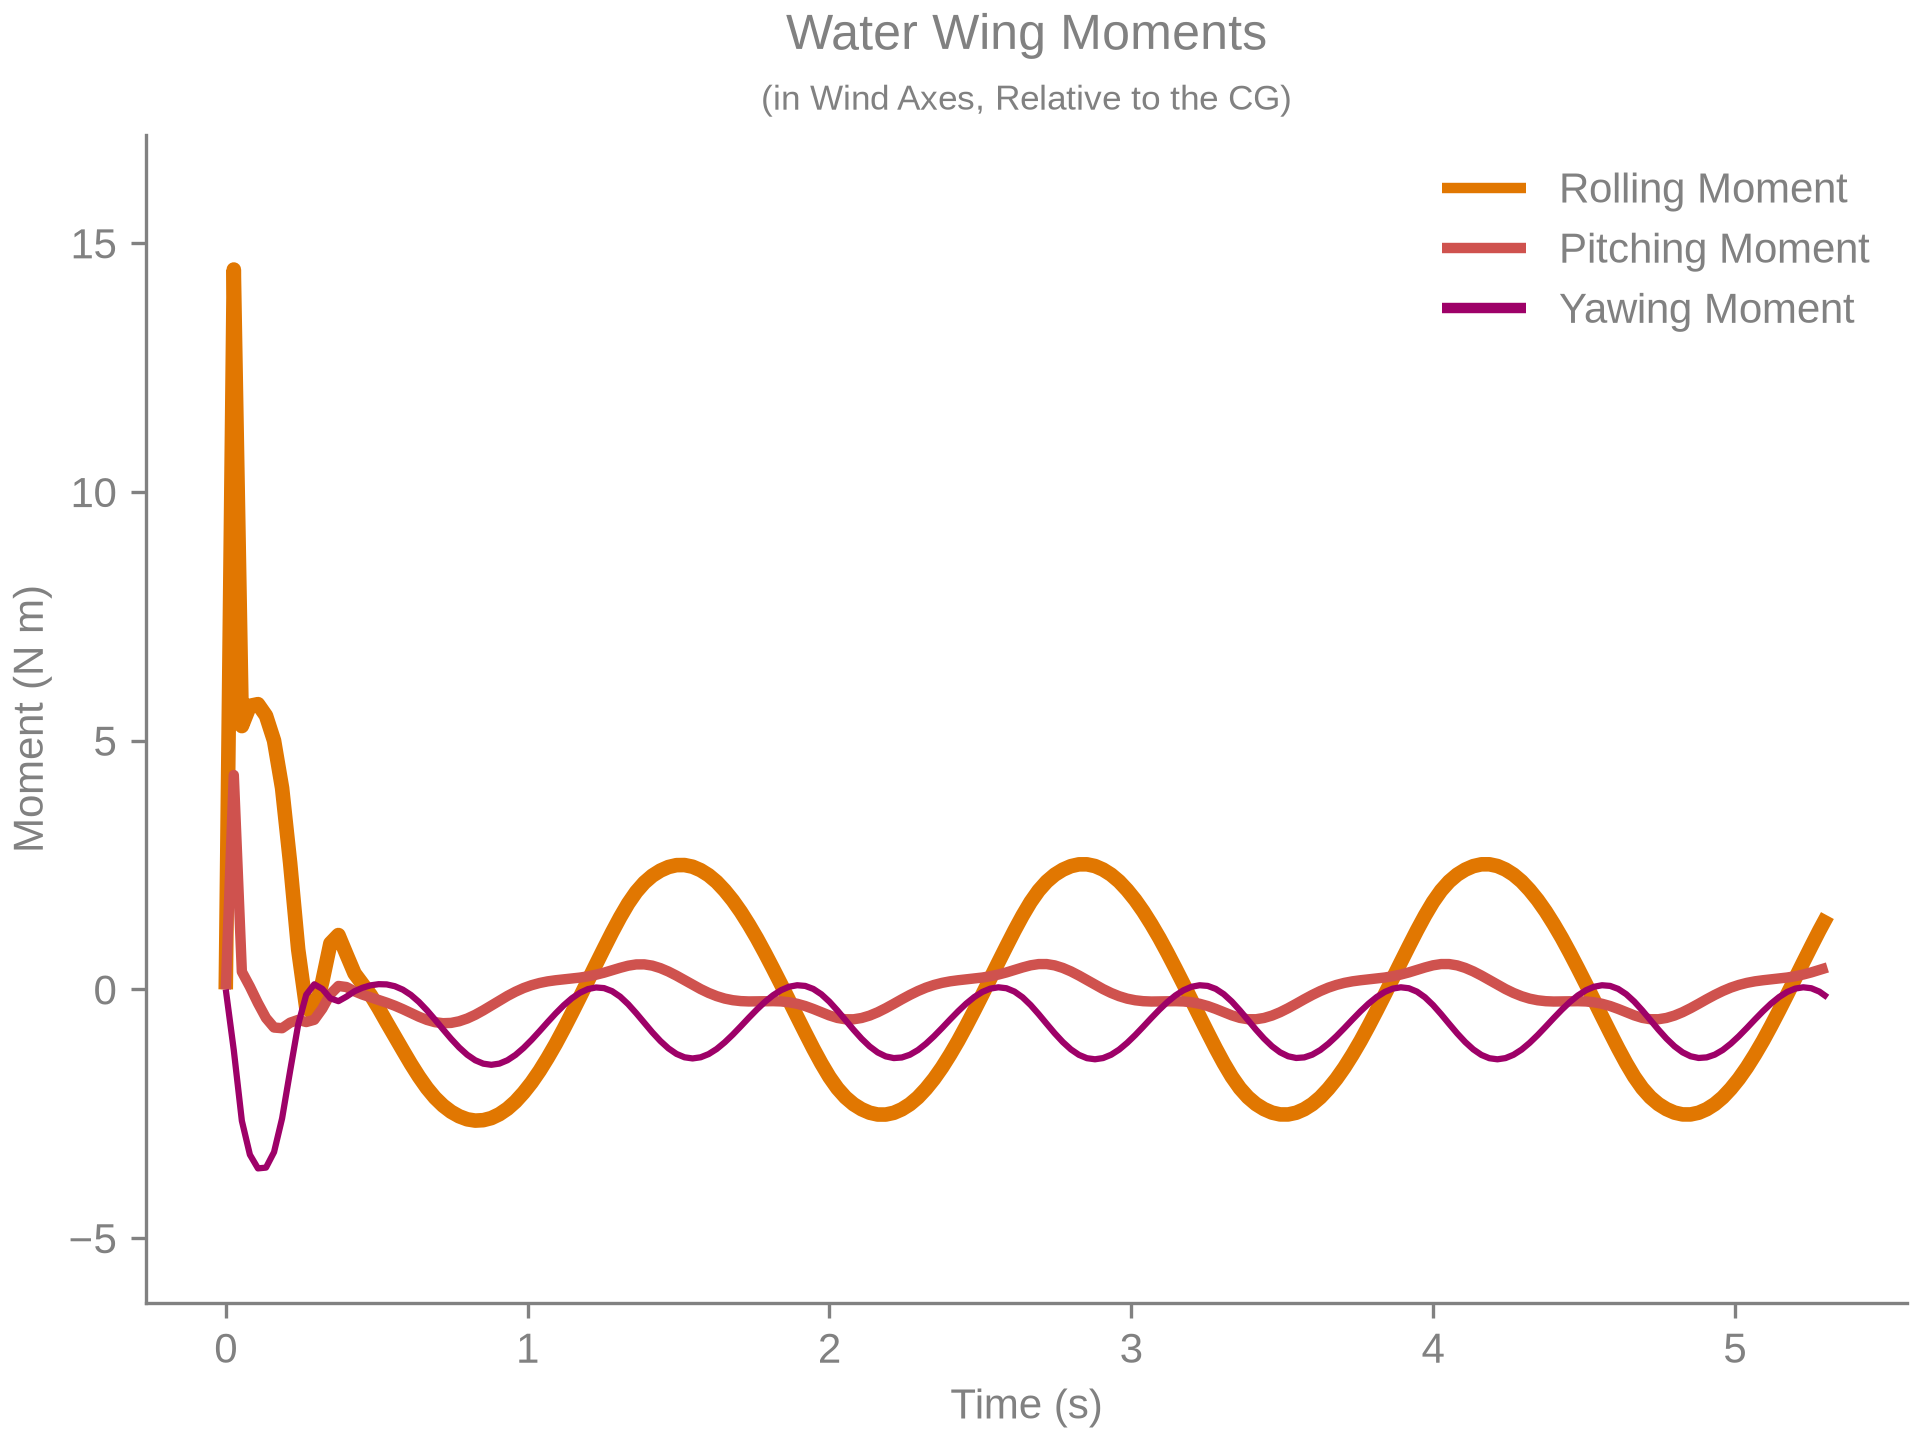 Water Wing Moments
(in Wind Axes, Relative to the CG)
Rolling Moment
Pitching Moment
Yawing Moment
Moment (N m)
15
10
5
0
−5
0 1 2 3 4 5
Time (s)